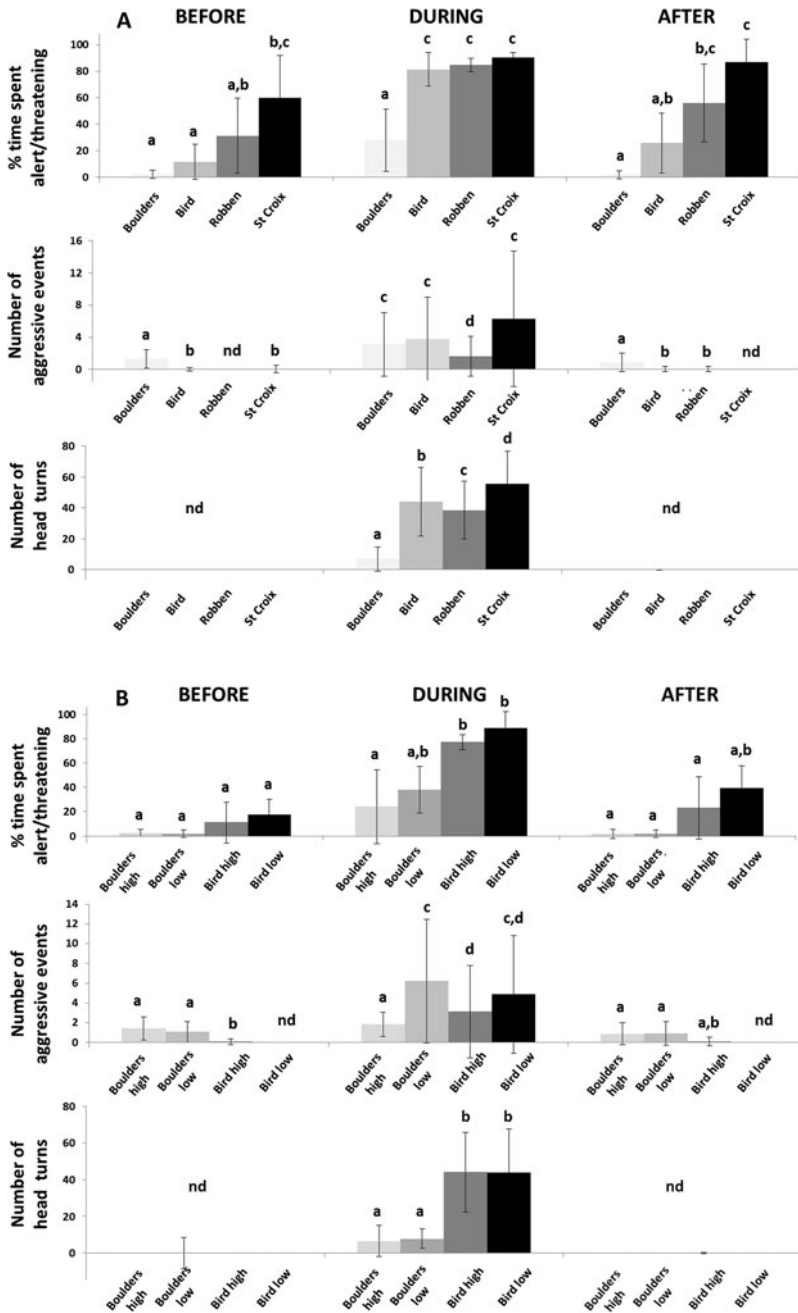 A BEFORE DURING AFTER
% time spent
alert/threatening
100
80
60
40
20
0
a a a,b b,c
a c c c
a a,b b,c c
Boulders Bird Robben St Croix
Boulders Bird Robben St Croix
Boulders Bird Robben St Croix
Number of
aggressive events
16
12
8
4
0
a b nd b
c c d c
a b b nd
Boulders Bird Robben St Croix
Boulders Bird Robben St Croix
Boulders Bird Robben St Croix
Number of
head turns
80
60
40
20
0
nd
a b c d
nd
Boulders Bird Robben St Croix
Boulders Bird Robben St Croix
Boulders Bird Robben St Croix
B BEFORE DURING AFTER
% time spent
alert/threatening
100
80
60
40
20
0
a a a a
a a,b b b
a a a a,b
Boulders high Boulders low Bird high Bird low
Boulders high Boulders low Bird high Bird low
Boulders high Boulders low Bird high Bird low
Number of
aggressive events
14
12
10
8
6
4
2
0
a a b nd
a c d c,d
a a a,b nd
Boulders high Boulders low Bird high Bird low
Boulders high Boulders low Bird high Bird low
Boulders high Boulders low Bird high Bird low
Number of
head turns
80
60
40
20
0
nd
a a b b
nd
Boulders high Boulders low Bird high Bird low
Boulders high Boulders low Bird high Bird low
Boulders high Boulders low Bird high Bird low